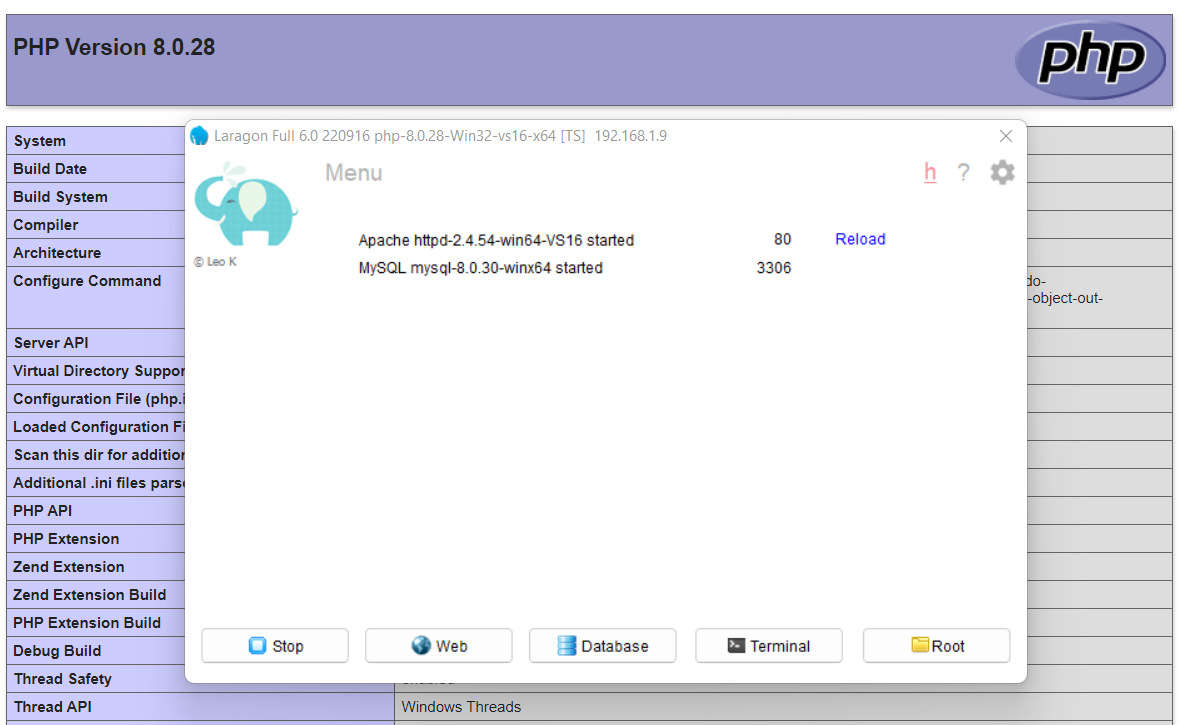 PHP Version 8.0.28
php
System
Build Date
Build System
Compiler
Architecture
Configure Command
do-
-object-out-
Server API
Virtual Directory Suppor
Configuration File (php.i
Loaded Configuration Fi
Scan this dir for addition
Additional .ini files parse
PHP API
PHP Extension
Zend Extension
Zend Extension Build
PHP Extension Build
Debug Build
Thread Safety
Thread API Windows Threads
Laragon Full 6.0 220916 php-8.0.28-Win32-vs16-x64 [TS] 192.168.1.9
Menu
h ?
© Leo K
Apache httpd-2.4.54-win64-VS16 started 80 Reload
MySQL mysql-8.0.30-winx64 started 3306
Stop Web Database Terminal Root